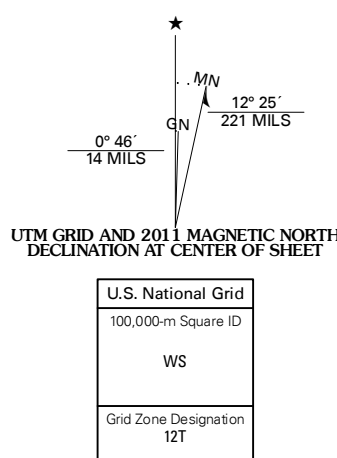 ★
MN
GN
12° 25´
221 MILS
0° 46´
14 MILS
UTM GRID AND 2011 MAGNETIC NORTH
DECLINATION AT CENTER OF SHEET
U.S. National Grid
100,000-m Square ID
WS
Grid Zone Designation
12T